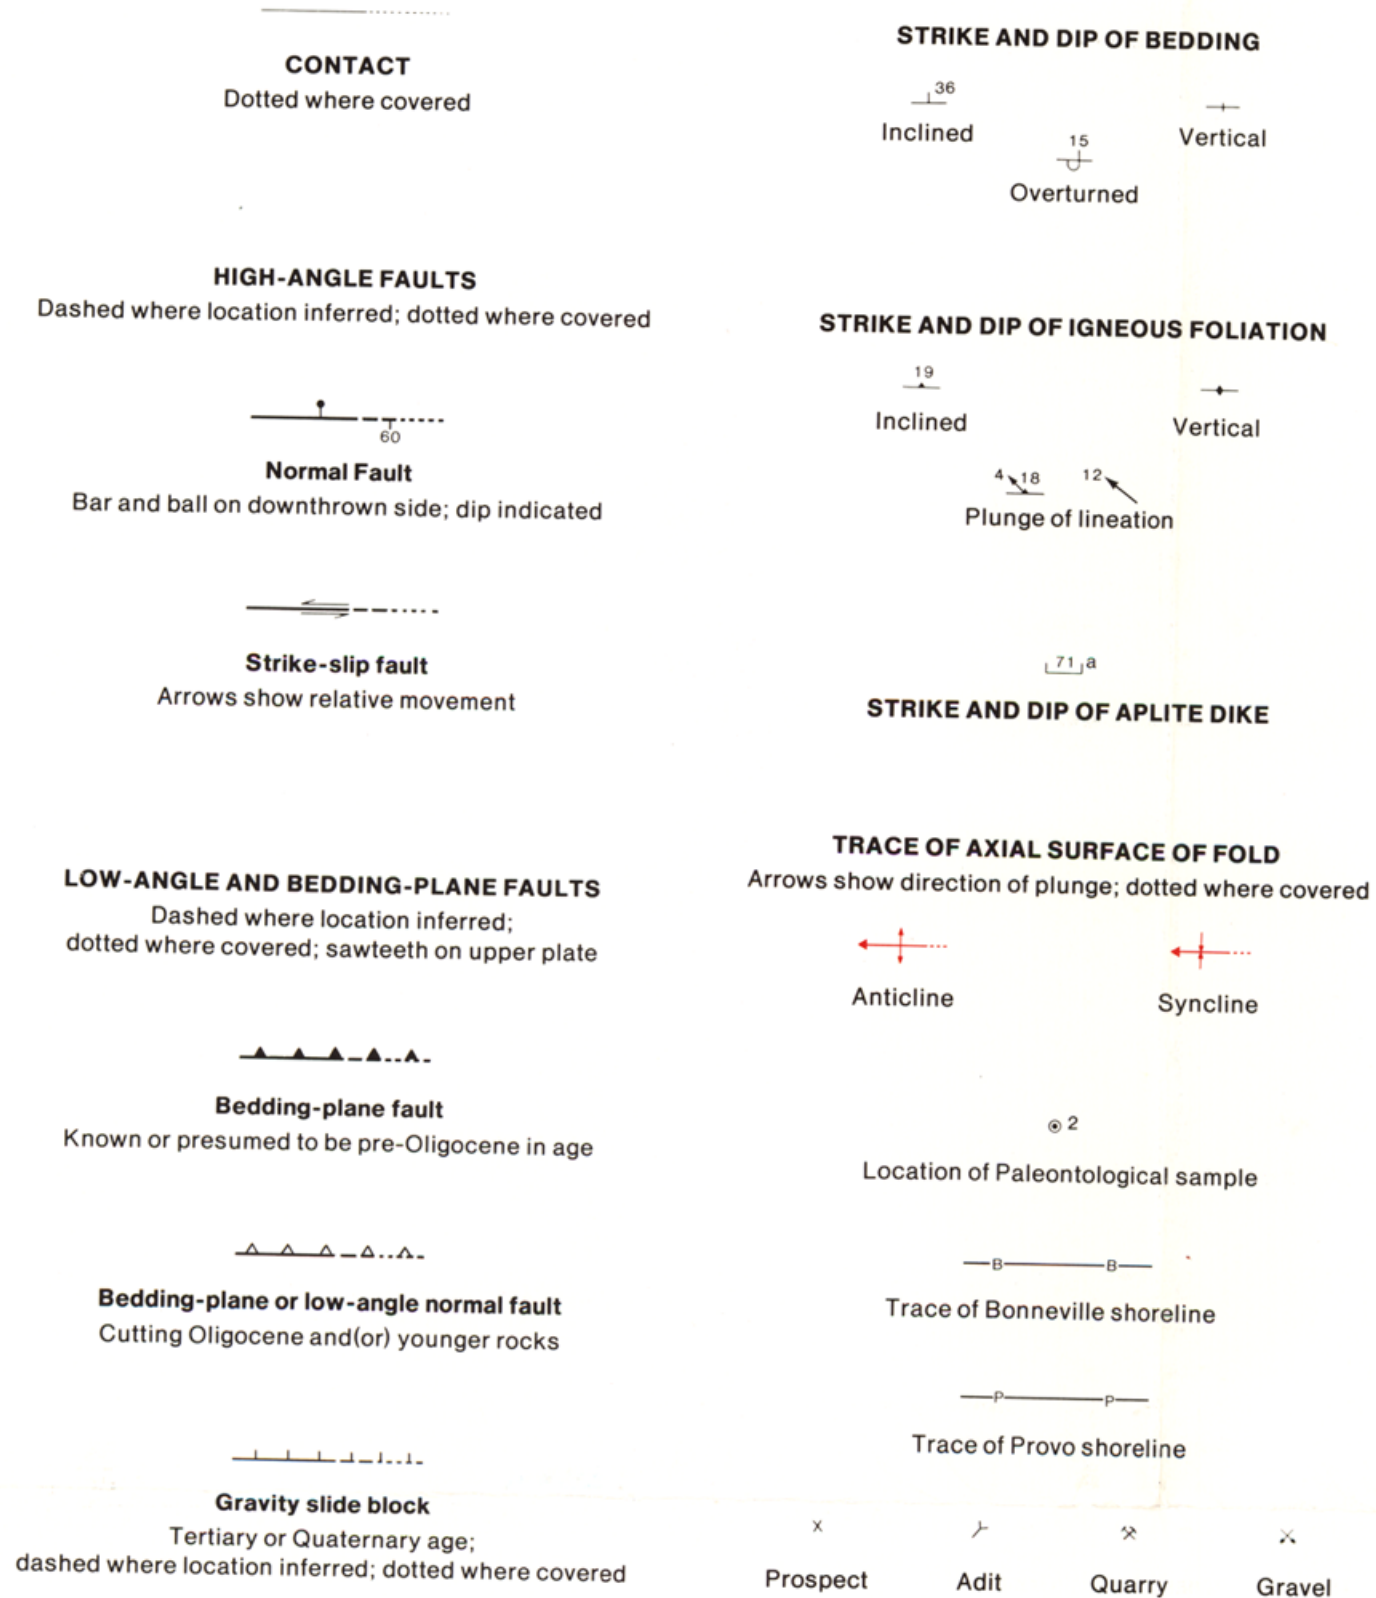 CONTACT
Dotted where covered
HIGH-ANGLE FAULTS
Dashed where location inferred; dotted where covered
60
Normal Fault
Bar and ball on downthrown side; dip indicated
Strike-slip fault
Arrows show relative movement
LOW-ANGLE AND BEDDING-PLANE FAULTS
Dashed where location inferred;
dotted where covered; sawteeth on upper plate
Bedding-plane fault
Known or presumed to be pre-Oligocene in age
Bedding-plane or low-angle normal fault
Cutting Oligocene and(or) younger rocks
Gravity slide block
Tertiary or Quaternary age;
dashed where location inferred; dotted where covered
STRIKE AND DIP OF BEDDING
36
Inclined
Vertical
15
Overturned
STRIKE AND DIP OF IGNEOUS FOLIATION
19
Inclined
Vertical
4 18 12
Plunge of lineation
71 a
STRIKE AND DIP OF APLITE DIKE
TRACE OF AXIAL SURFACE OF FOLD
Arrows show direction of plunge; dotted where covered
Anticline
Syncline
2
Location of Paleontological sample
B B
Trace of Bonneville shoreline
P P
Trace of Provo shoreline
Prospect Adit Quarry Gravel